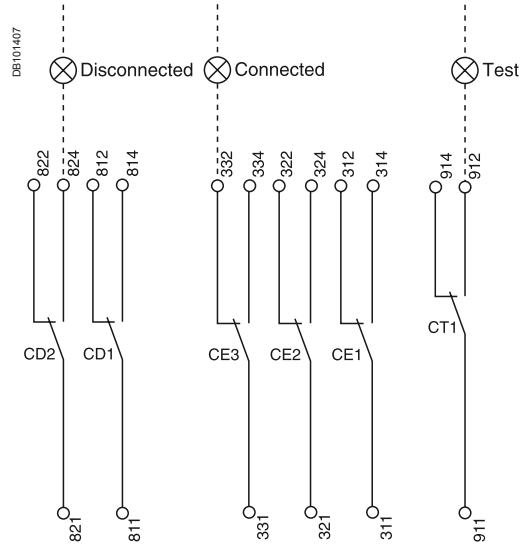 DB101407
Disconnected
Connected
Test
822
824
812
814
332
334
322
324
312
314
914
912
CD2
CD1
CE3
CE2
CE1
CT1
821
811
331
321
311
911